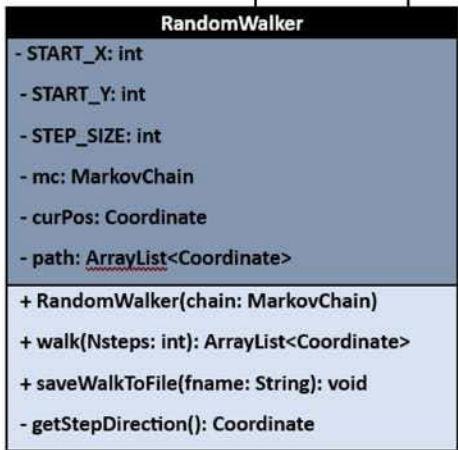 RandomWalker
- START_X: int
- START_Y: int
- STEP_SIZE: int
- mc: MarkovChain
- curPos: Coordinate
- path: ArrayList<Coordinate>
+ RandomWalker(chain: MarkovChain)
+ walk(Nsteps: int): ArrayList<Coordinate>
+ saveWalkToFile(fname: String): void
- getStepDirection(): Coordinate